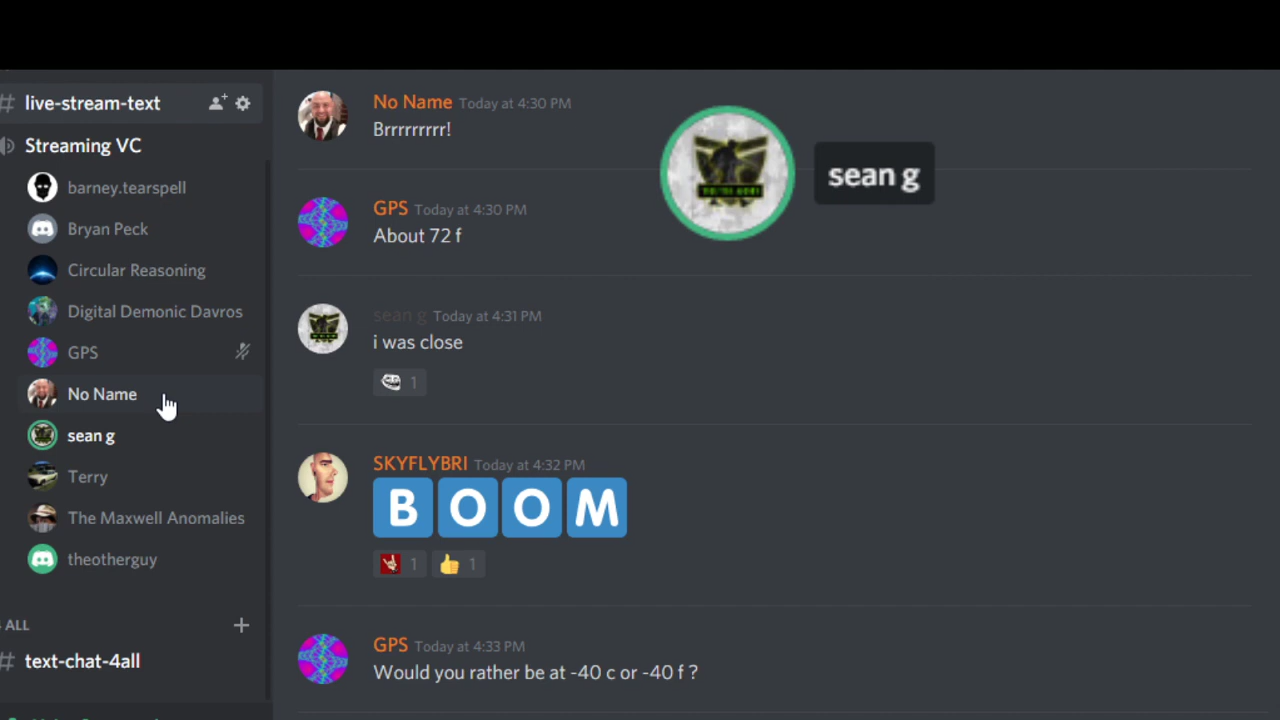 live-stream-text
Streaming VC
barney.tearspell
Bryan Peck
Circular Reasoning
Digital Demonic Davros
GPS
No Name
sean g
Terry
The Maxwell Anomalies
theotherguy
ALL
text-chat-4all
No Name Today at 4:30 PM
Brrrrrrrrr!
sean g
GPS Today at 4:30 PM
About 72 f
sean g Today at 4:31 PM
i was close
1
SKYFLYBRI Today at 4:32 PM
BOOM
1 1
GPS Today at 4:33 PM
Would you rather be at -40 c or -40 f ?